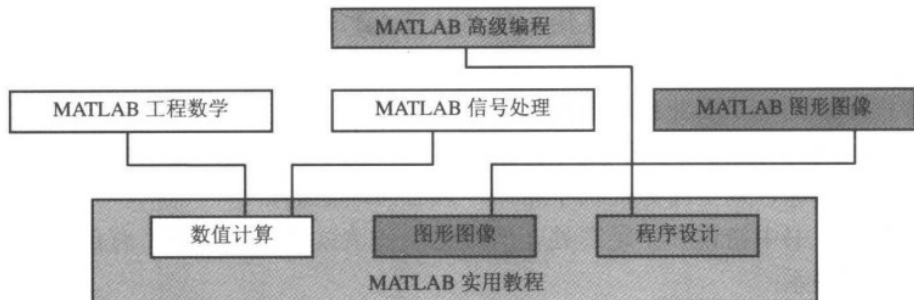 MATLAB 高级编程
MATLAB 工程数学
MATLAB 信号处理
MATLAB 图形图像
数值计算
图形图像
程序设计
MATLAB 实用教程